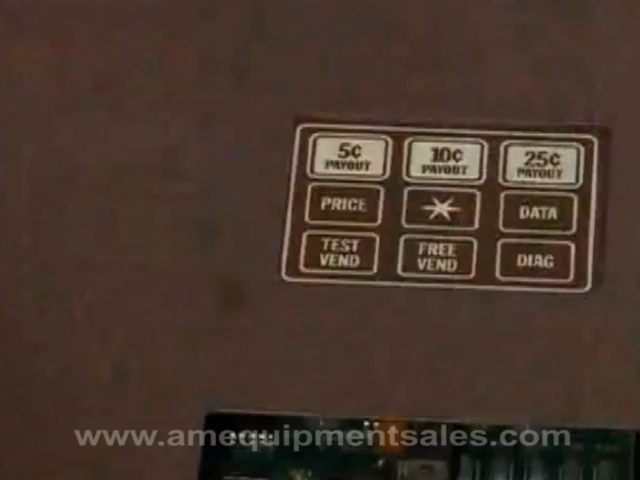 5¢
PAYOUT
10¢
PAYOUT
25¢
PAYOUT
PRICE
DATA
TEST
VEND
FREE
VEND
DIAG
www.amequipmentsales.com